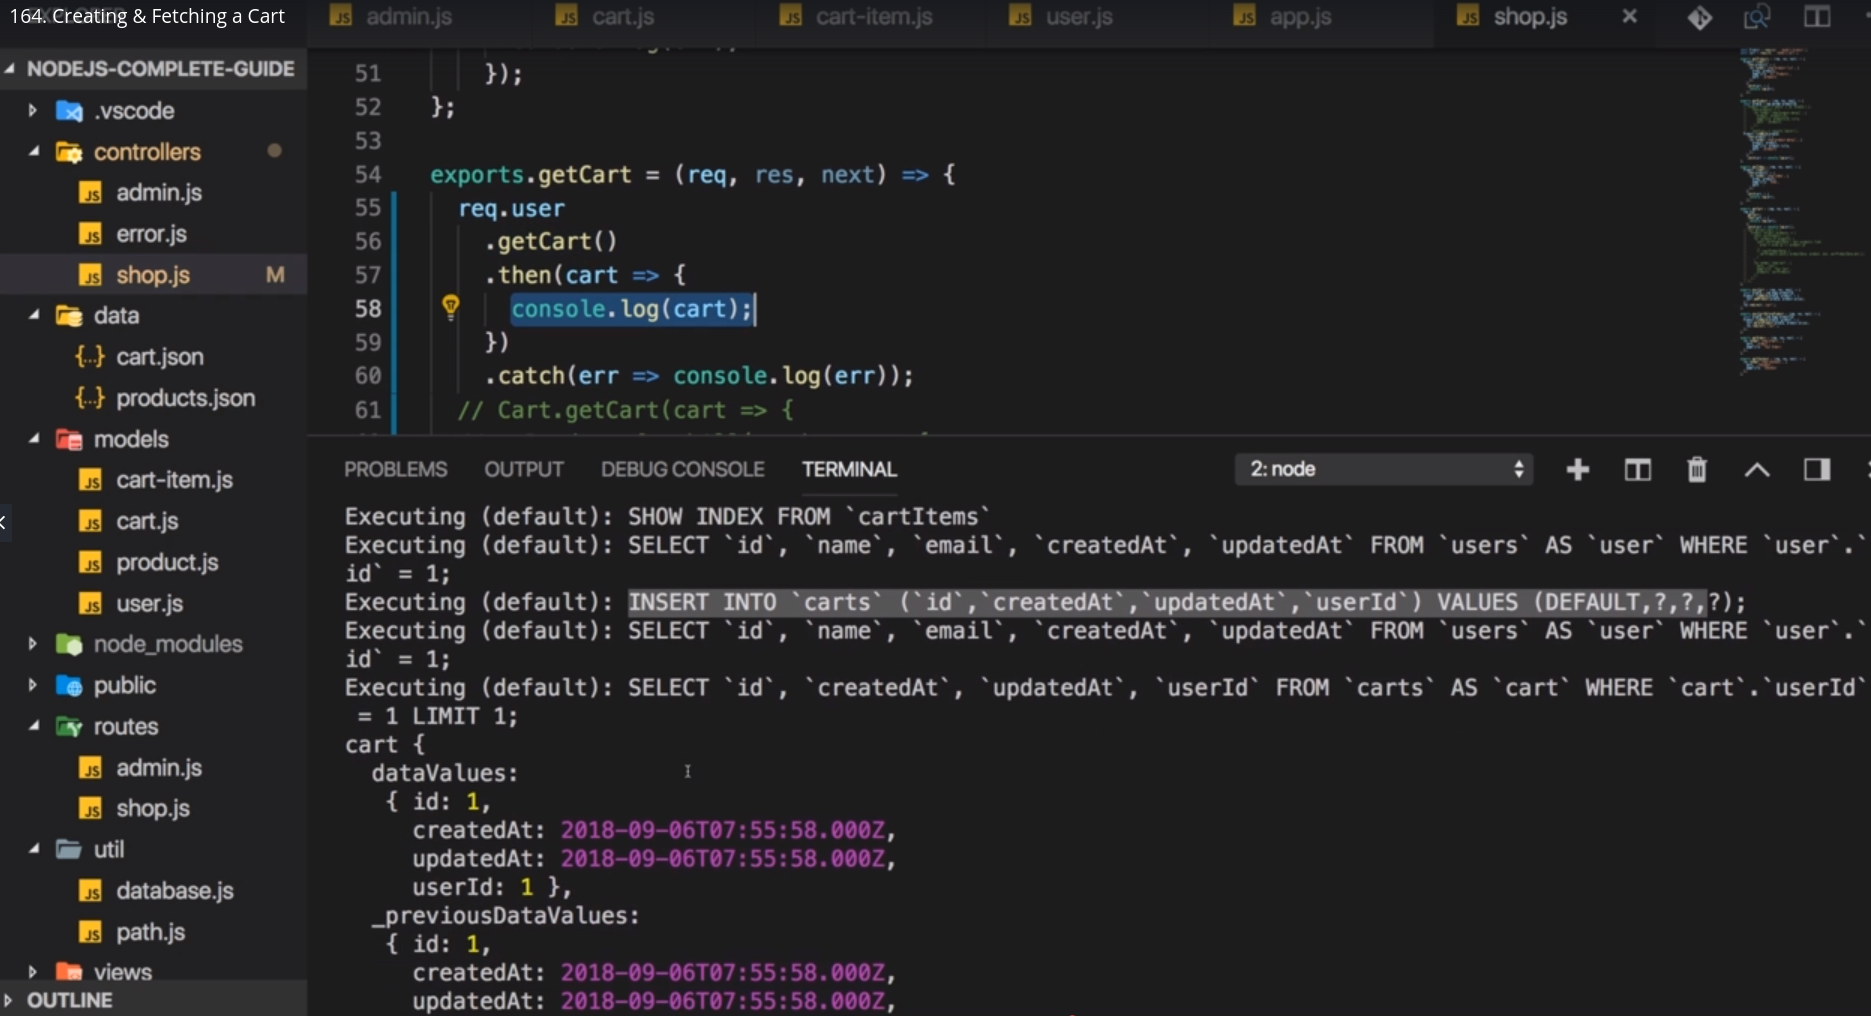 164. Creating & Fetching a Cart
admin.js
cart.js
cart-item.js
user.js
app.js
shop.js
NODEJS-COMPLETE-GUIDE
.vscode
controllers
admin.js
error.js
shop.js M
data
cart.json
products.json
models
cart-item.js
cart.js
product.js
user.js
node_modules
public
routes
admin.js
shop.js
util
database.js
path.js
views
OUTLINE
51 });
52 };
53
54 exports.getCart = (req, res, next) => {
55 req.user
56 .getCart()
57 .then(cart => {
58 console.log(cart);
59 })
60 .catch(err => console.log(err));
61 // Cart.getCart(cart => {
PROBLEMS OUTPUT DEBUG CONSOLE TERMINAL 2: node
Executing (default): SHOW INDEX FROM `cartItems`
Executing (default): SELECT `id`, `name`, `email`, `createdAt`, `updatedAt` FROM `users` AS `user` WHERE `user`.`
id` = 1;
Executing (default): INSERT INTO `carts` (`id`,`createdAt`,`updatedAt`,`userId`) VALUES (DEFAULT,?,?,?);
Executing (default): SELECT `id`, `name`, `email`, `createdAt`, `updatedAt` FROM `users` AS `user` WHERE `user`.`
id` = 1;
Executing (default): SELECT `id`, `createdAt`, `updatedAt`, `userId` FROM `carts` AS `cart` WHERE `cart`.`userId`
= 1 LIMIT 1;
cart {
dataValues:
{ id: 1,
createdAt: 2018-09-06T07:55:58.000Z,
updatedAt: 2018-09-06T07:55:58.000Z,
userId: 1 },
_previousDataValues:
{ id: 1,
createdAt: 2018-09-06T07:55:58.000Z,
updatedAt: 2018-09-06T07:55:58.000Z,